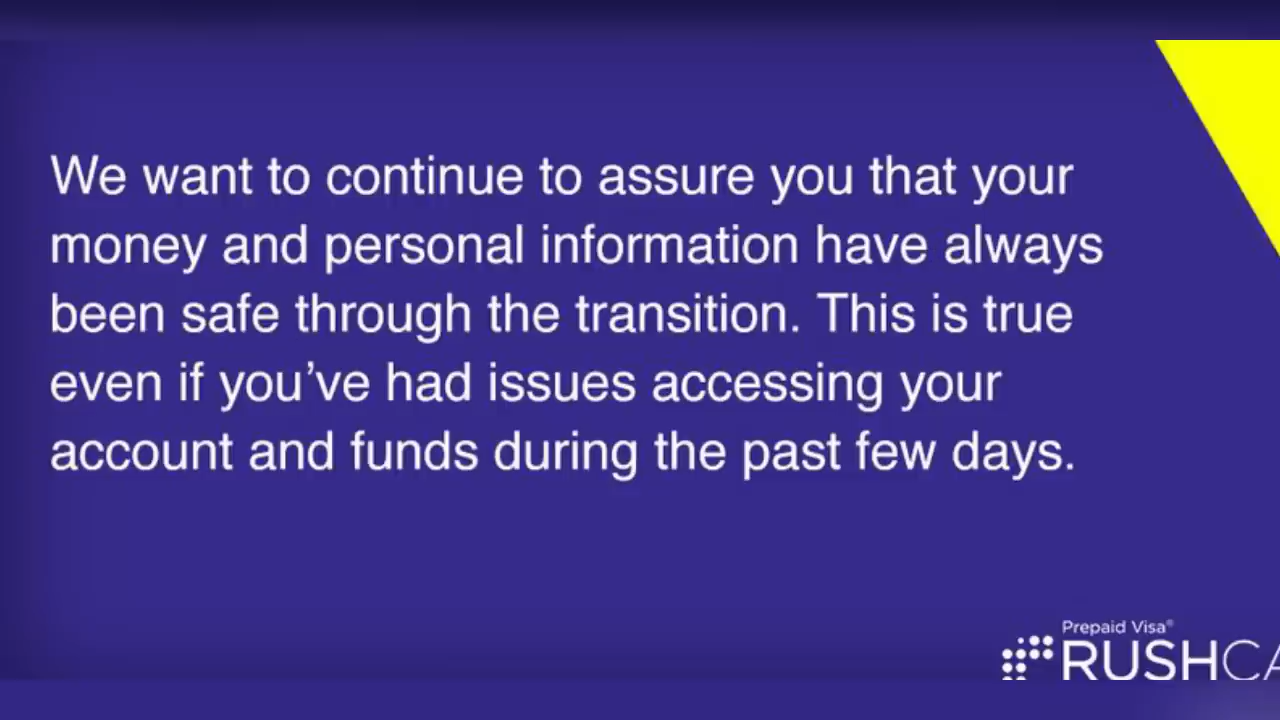 We want to continue to assure you that your
money and personal information have always
been safe through the transition. This is true
even if you’ve had issues accessing your
account and funds during the past few days.
Prepaid Visa®
RUSHCA